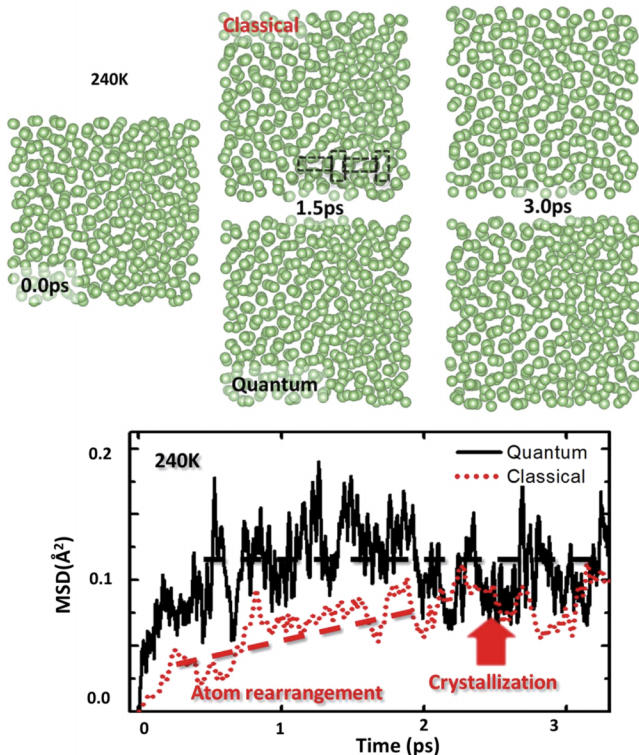 Classical
240K
1.5ps
3.0ps
0.0ps
Quantum
0.2
240K
Quantum
Classical
MSD(Å²)
0.1
Atom rearrangement
Crystallization
0.0
0
1
2
3
Time (ps)